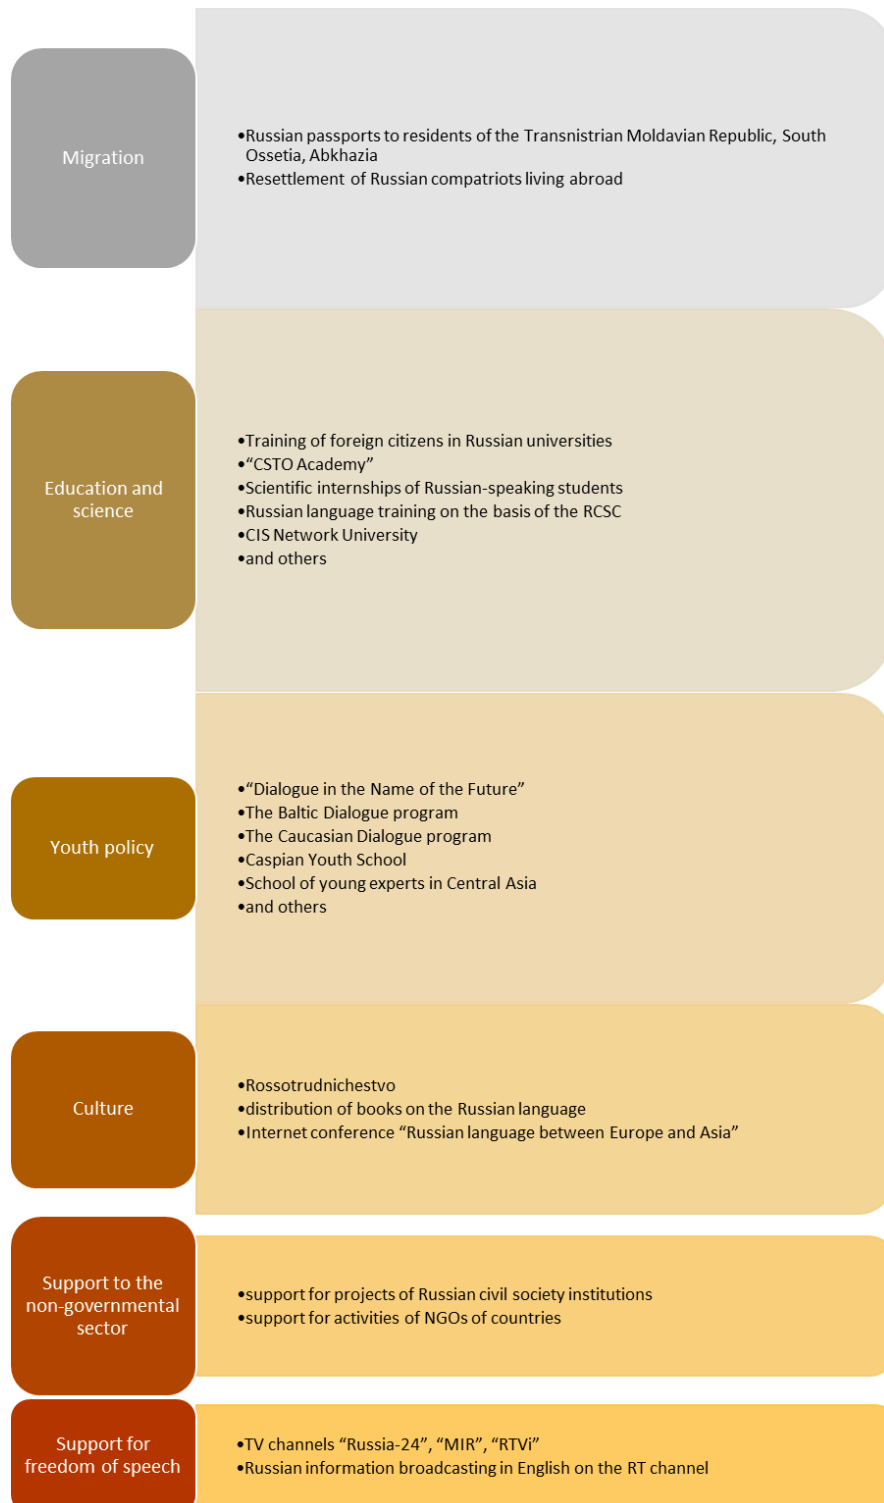 Migration
•Russian passports to residents of the Transnistrian Moldavian Republic, South
Ossetia, Abkhazia
•Resettlement of Russian compatriots living abroad
Education and
science
•Training of foreign citizens in Russian universities
•“CSTO Academy”
•Scientific internships of Russian-speaking students
•Russian language training on the basis of the RCSC
•CIS Network University
•and others
Youth policy
•“Dialogue in the Name of the Future”
•The Baltic Dialogue program
•The Caucasian Dialogue program
•Caspian Youth School
•School of young experts in Central Asia
•and others
Culture
•Rossotrudnichestvo
•distribution of books on the Russian language
•Internet conference “Russian language between Europe and Asia”
Support to the
non-governmental
sector
•support for projects of Russian civil society institutions
•support for activities of NGOs of countries
Support for
freedom of speech
•TV channels “Russia-24”, “MIR”, “RTVi”
•Russian information broadcasting in English on the RT channel